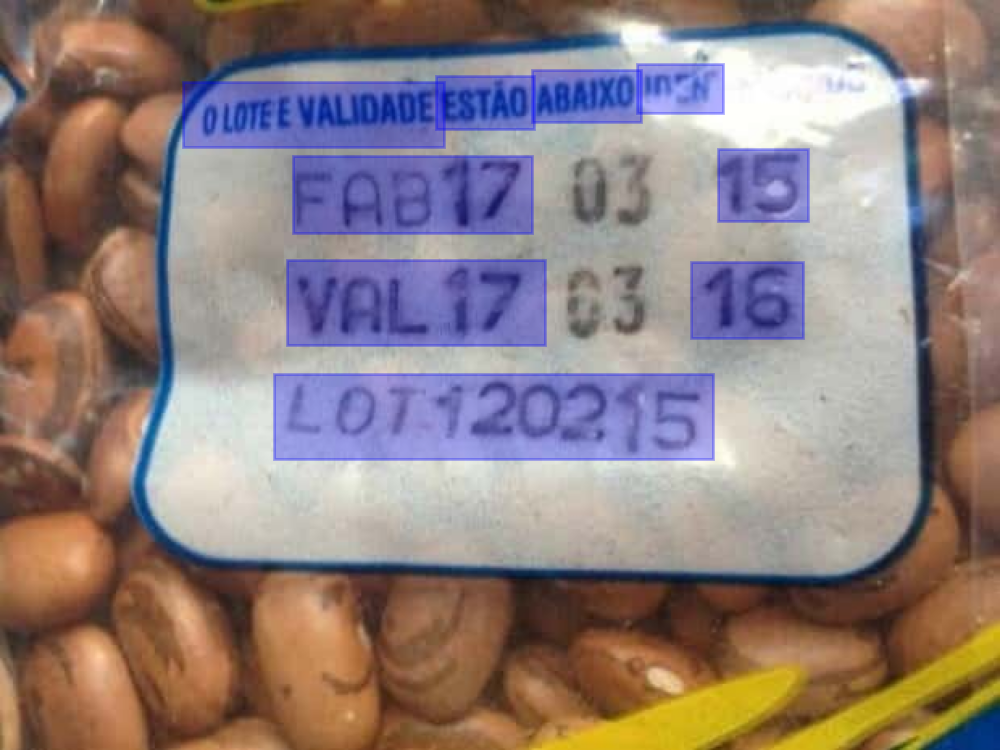 O LOTE E VALIDADE ESTÃO ABAIXO
FAB 17 03 15
VAL 17 03 16
LOT 120215